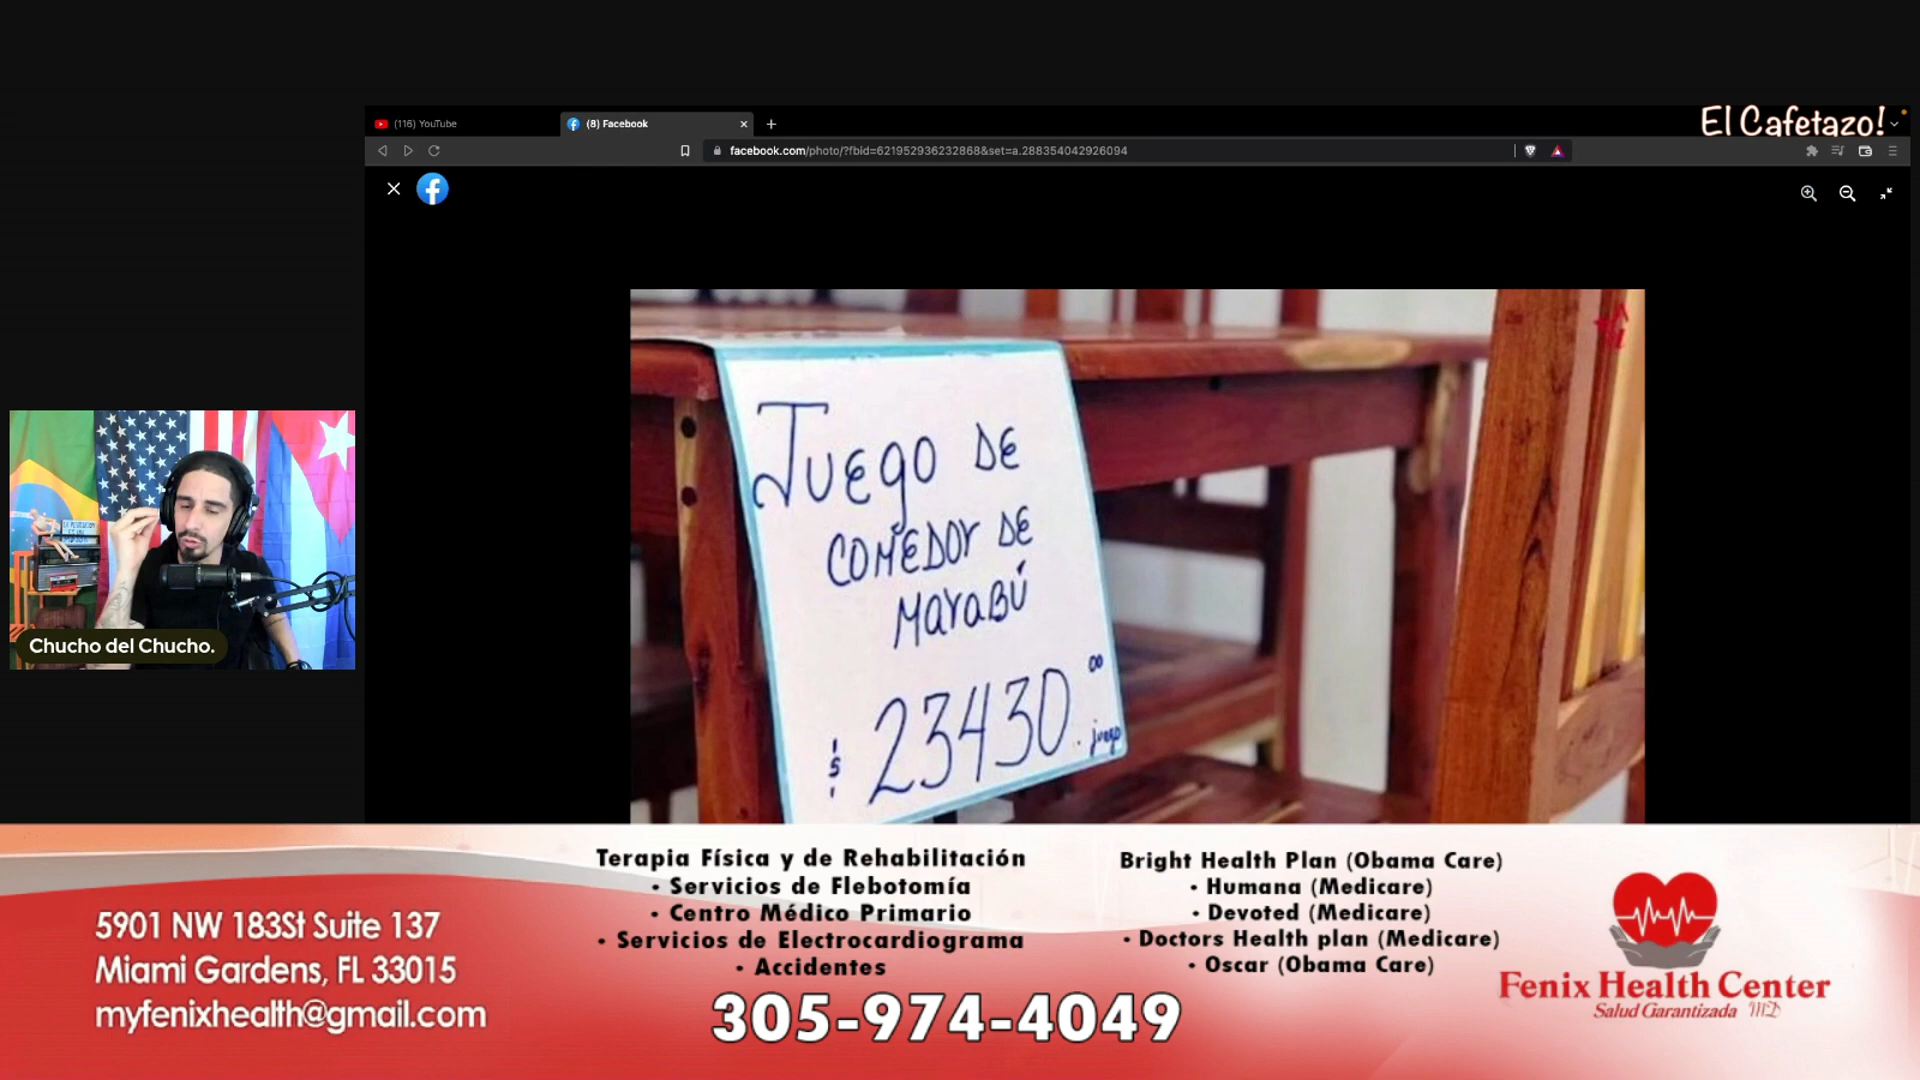 El Cafetazo!
(116) YouTube
(8) Facebook
facebook.com/photo/?fbid=621952936232868&set=a.288354042926094
JUEGO DE
COMEDOR DE
MARABÚ
$ 23430.00 juego
Chucho del Chucho.
5901 NW 183St Suite 137
Miami Gardens, FL 33015
myfenixhealth@gmail.com
Terapia Física y de Rehabilitación
• Servicios de Flebotomía
• Centro Médico Primario
• Servicios de Electrocardiograma
• Accidentes
Bright Health Plan (Obama Care)
• Humana (Medicare)
• Devoted (Medicare)
• Doctors Health plan (Medicare)
• Oscar (Obama Care)
305-974-4049
Fenix Health Center
Salud Garantizada MD